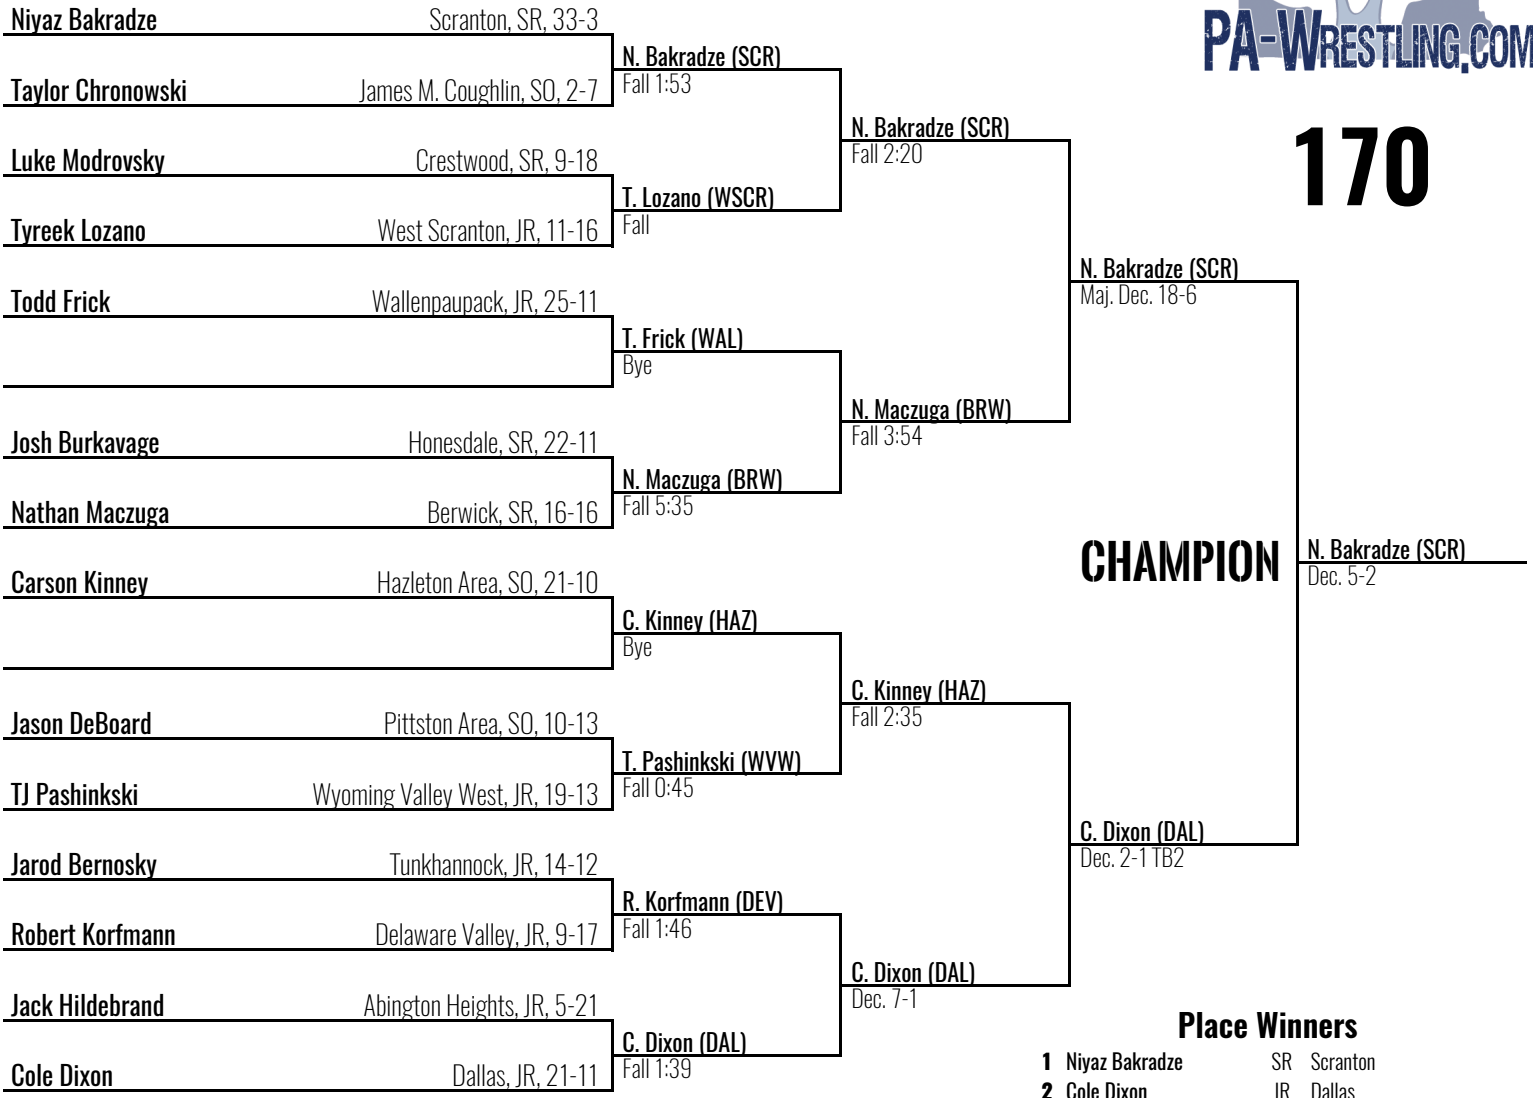 PA-WRESTLING.COM
170
Niyaz Bakradze Scranton, SR, 33-3
Taylor Chronowski James M. Coughlin, SO, 2-7
Luke Modrovsky Crestwood, SR, 9-18
Tyreek Lozano West Scranton, JR, 11-16
Todd Frick Wallenpaupack, JR, 25-11
Josh Burkavage Honesdale, SR, 22-11
Nathan Maczuga Berwick, SR, 16-16
Carson Kinney Hazleton Area, SO, 21-10
Jason DeBoard Pittston Area, SO, 10-13
TJ Pashinkski Wyoming Valley West, JR, 19-13
Jarod Bernosky Tunkhannock, JR, 14-12
Robert Korfmann Delaware Valley, JR, 9-17
Jack Hildebrand Abington Heights, JR, 5-21
Cole Dixon Dallas, JR, 21-11
N. Bakradze (SCR)
Fall 1:53
T. Lozano (WSCR)
Fall
T. Frick (WAL)
Bye
N. Maczuga (BRW)
Fall 5:35
C. Kinney (HAZ)
Bye
T. Pashinkski (WVW)
Fall 0:45
R. Korfmann (DEV)
Fall 1:46
C. Dixon (DAL)
Fall 1:39
N. Bakradze (SCR)
Fall 2:20
N. Maczuga (BRW)
Fall 3:54
C. Kinney (HAZ)
Fall 2:35
C. Dixon (DAL)
Dec. 7-1
N. Bakradze (SCR)
Maj. Dec. 18-6
C. Dixon (DAL)
Dec. 2-1 TB2
CHAMPION
N. Bakradze (SCR)
Dec. 5-2
Place Winners
1 Niyaz Bakradze SR Scranton
2 Cole Dixon JR Dallas